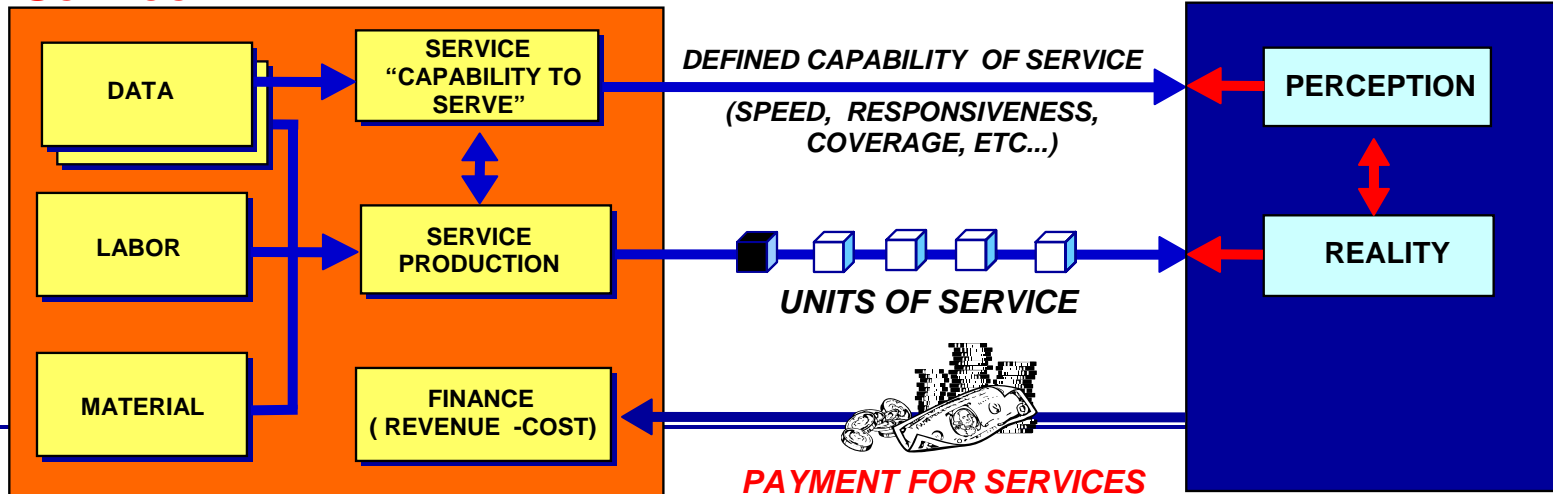 DATA
SERVICE
“CAPABILITY TO
SERVE”
DEFINED CAPABILITY OF SERVICE
(SPEED, RESPONSIVENESS,
COVERAGE, ETC...)
PERCEPTION
LABOR
SERVICE
PRODUCTION
UNITS OF SERVICE
REALITY
MATERIAL
FINANCE
( REVENUE -COST)
PAYMENT FOR SERVICES